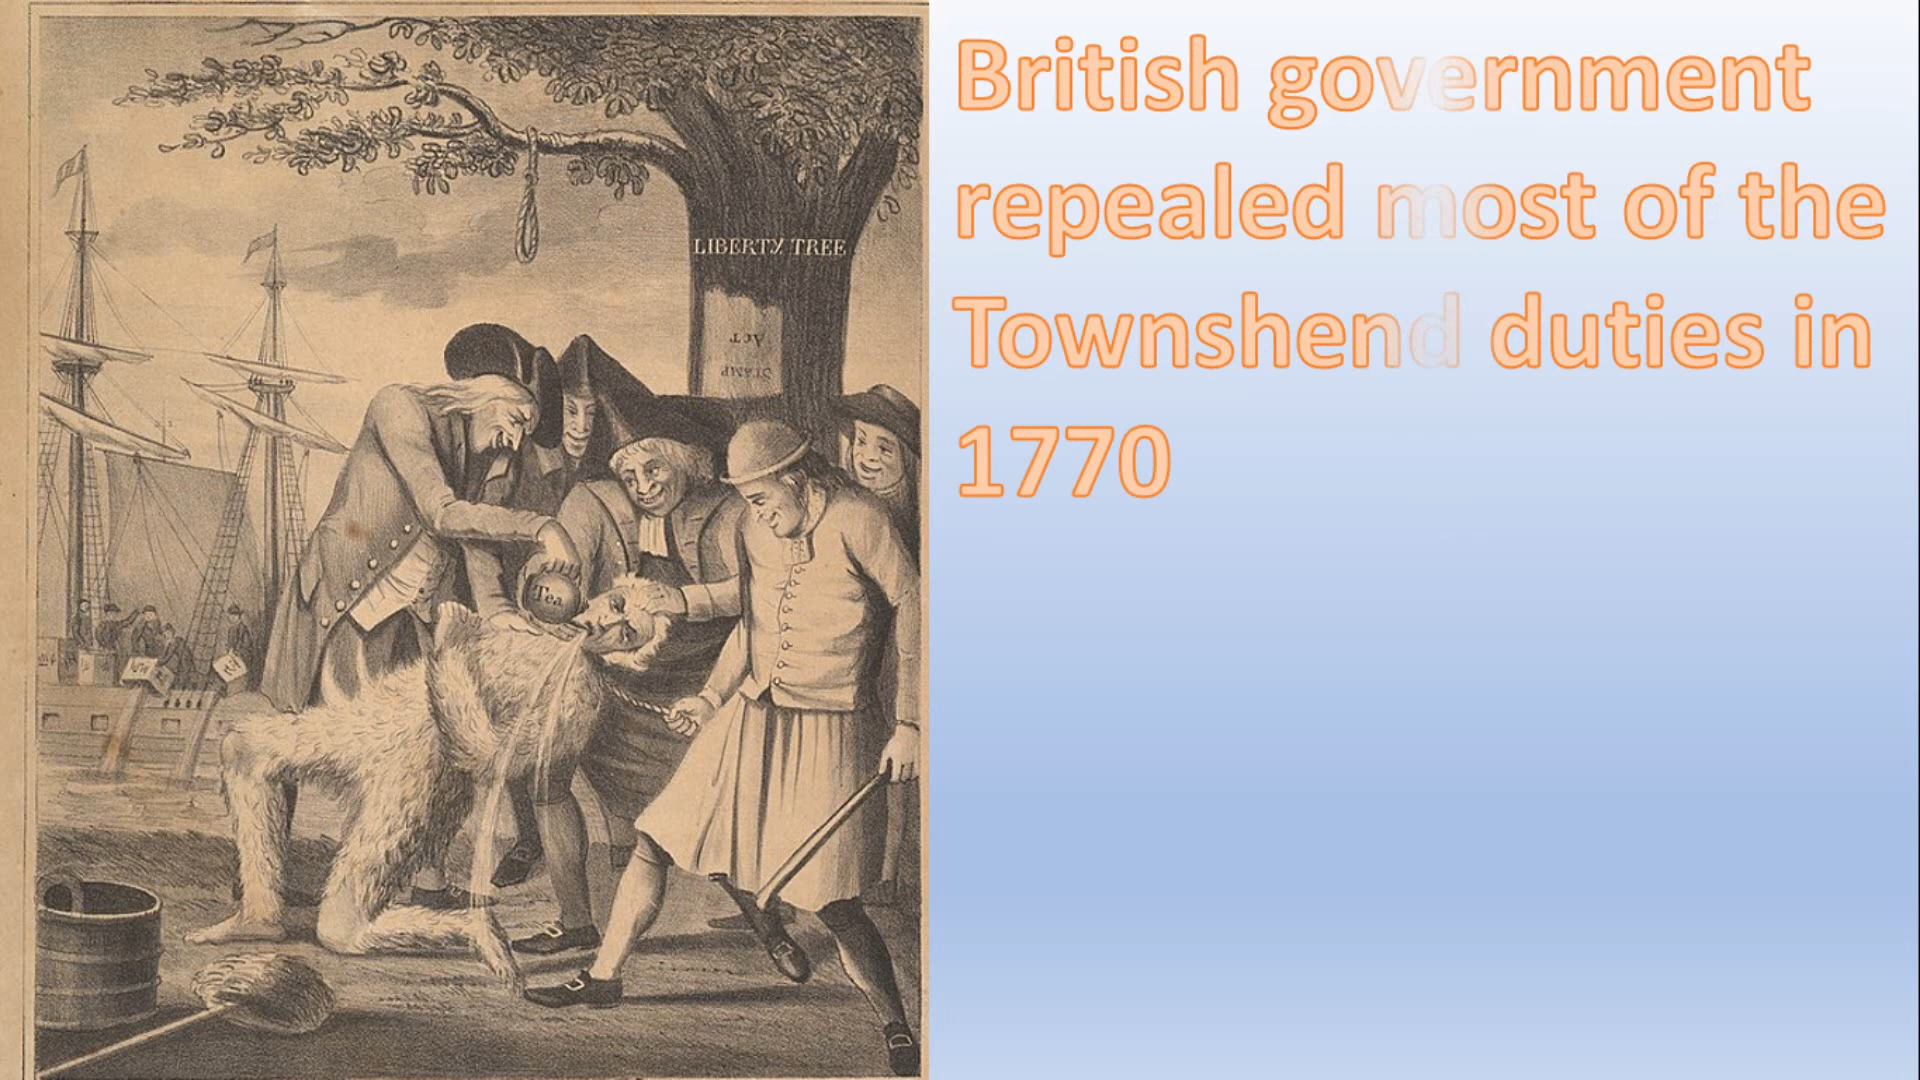 LIBERTY TREE
STAMP
ACT
Tea
British government
repealed most of the
Townshend duties in
1770